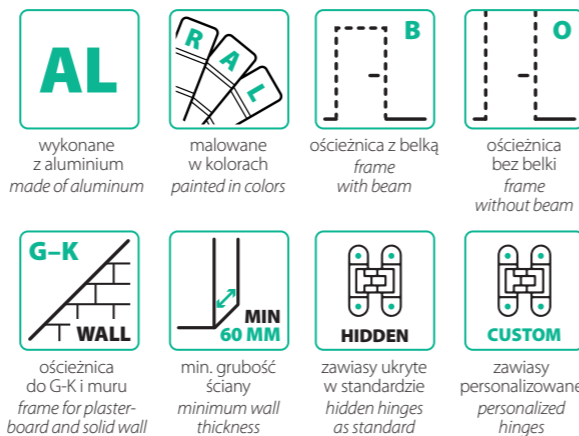 AL
R A L
B
O
wykonane
z aluminium
made of aluminum
malowane
w kolorach
painted in colors
ościeżnica z belką
frame
with beam
ościeżnica
bez belki
frame
without beam
G–K
WALL
MIN
60 MM
HIDDEN
CUSTOM
ościeżnica
do G-K i muru
frame for plaster-
board and solid wall
min. grubość
ściany
minimum wall
thickness
zawiasy ukryte
w standardzie
hidden hinges
as standard
zawiasy
personalizowane
personalized
hinges